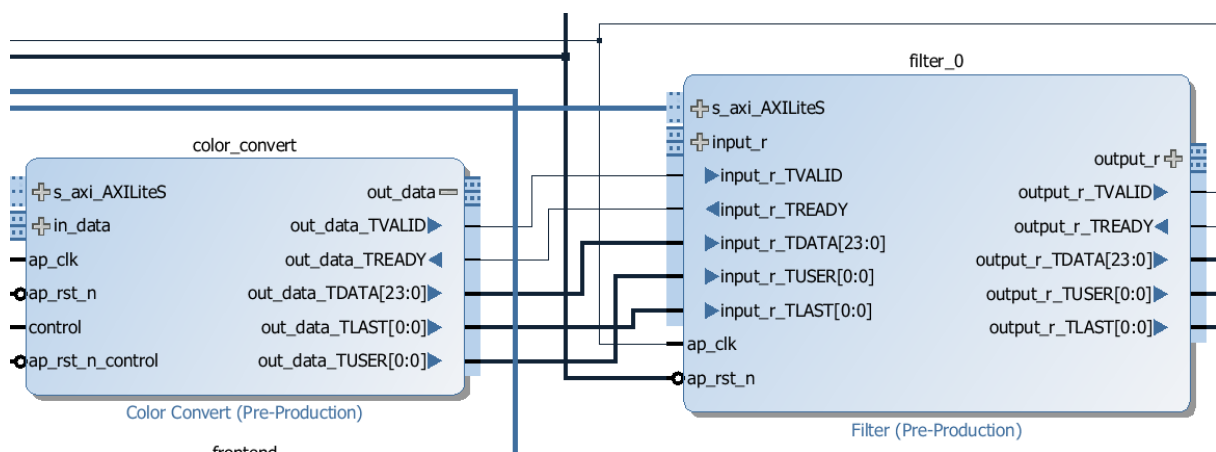 color_convert
s_axi_AXILiteS
out_data
in_data
out_data_TVALID
ap_clk
out_data_TREADY
ap_rst_n
out_data_TDATA[23:0]
control
out_data_TLAST[0:0]
ap_rst_n_control
out_data_TUSER[0:0]
Color Convert (Pre-Production)
frontend
filter_0
s_axi_AXILiteS
input_r
output_r
input_r_TVALID
output_r_TVALID
input_r_TREADY
output_r_TREADY
input_r_TDATA[23:0]
output_r_TDATA[23:0]
input_r_TUSER[0:0]
output_r_TUSER[0:0]
input_r_TLAST[0:0]
output_r_TLAST[0:0]
ap_clk
ap_rst_n
Filter (Pre-Production)